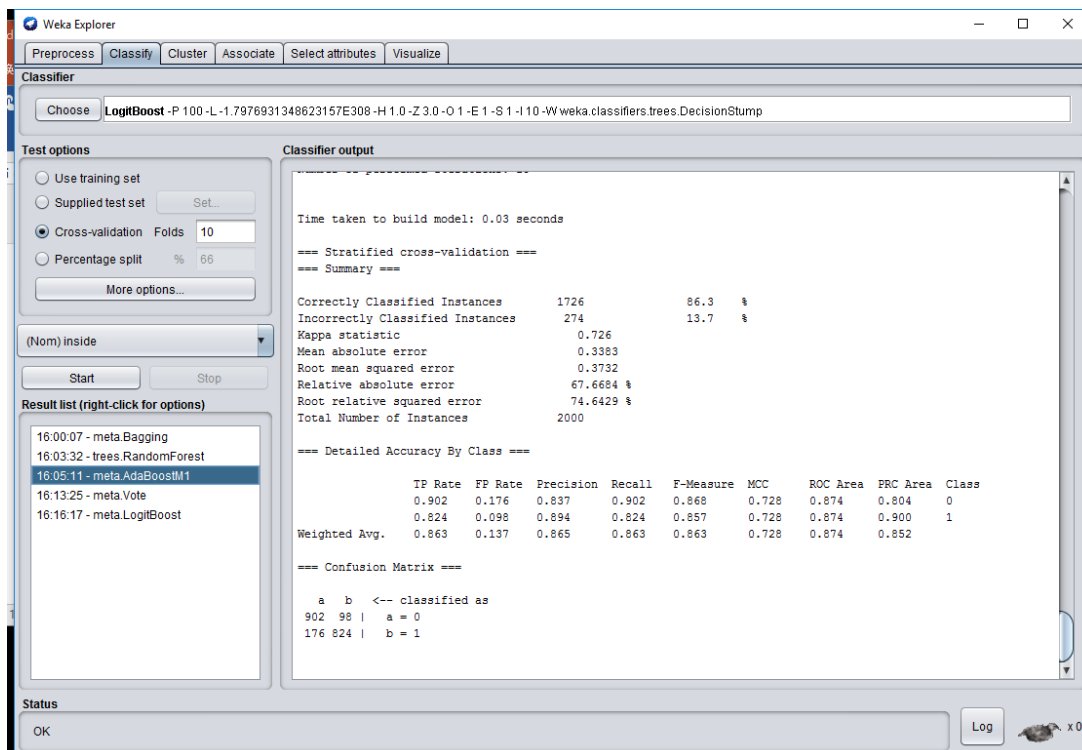 Weka Explorer
Preprocess Classify Cluster Associate Select attributes Visualize
Classifier
Choose LogitBoost -P 100 -L -1.7976931348623157E308 -H 1.0 -Z 3.0 -O 1 -E 1 -S 1 -I 10 -W weka.classifiers.trees.DecisionStump
Test options
Use training set
Supplied test set Set...
Cross-validation Folds 10
Percentage split % 66
More options...
(Nom) inside
Start Stop
Result list (right-click for options)
16:00:07 - meta.Bagging
16:03:32 - trees.RandomForest
16:05:11 - meta.AdaBoostM1
16:13:25 - meta.Vote
16:16:17 - meta.LogitBoost
Classifier output
Time taken to build model: 0.03 seconds
=== Stratified cross-validation ===
=== Summary ===
Correctly Classified Instances 1726 86.3 %
Incorrectly Classified Instances 274 13.7 %
Kappa statistic 0.726
Mean absolute error 0.3383
Root mean squared error 0.3732
Relative absolute error 67.6684 %
Root relative squared error 74.6429 %
Total Number of Instances 2000
=== Detailed Accuracy By Class ===
TP Rate FP Rate Precision Recall F-Measure MCC ROC Area PRC Area Class
0.902 0.176 0.837 0.902 0.868 0.728 0.874 0.804 0
0.824 0.098 0.894 0.824 0.857 0.728 0.874 0.900 1
Weighted Avg. 0.863 0.137 0.865 0.863 0.863 0.728 0.874 0.852
=== Confusion Matrix ===
a b <-- classified as
902 98 | a = 0
176 824 | b = 1
Status
OK
Log
x 0